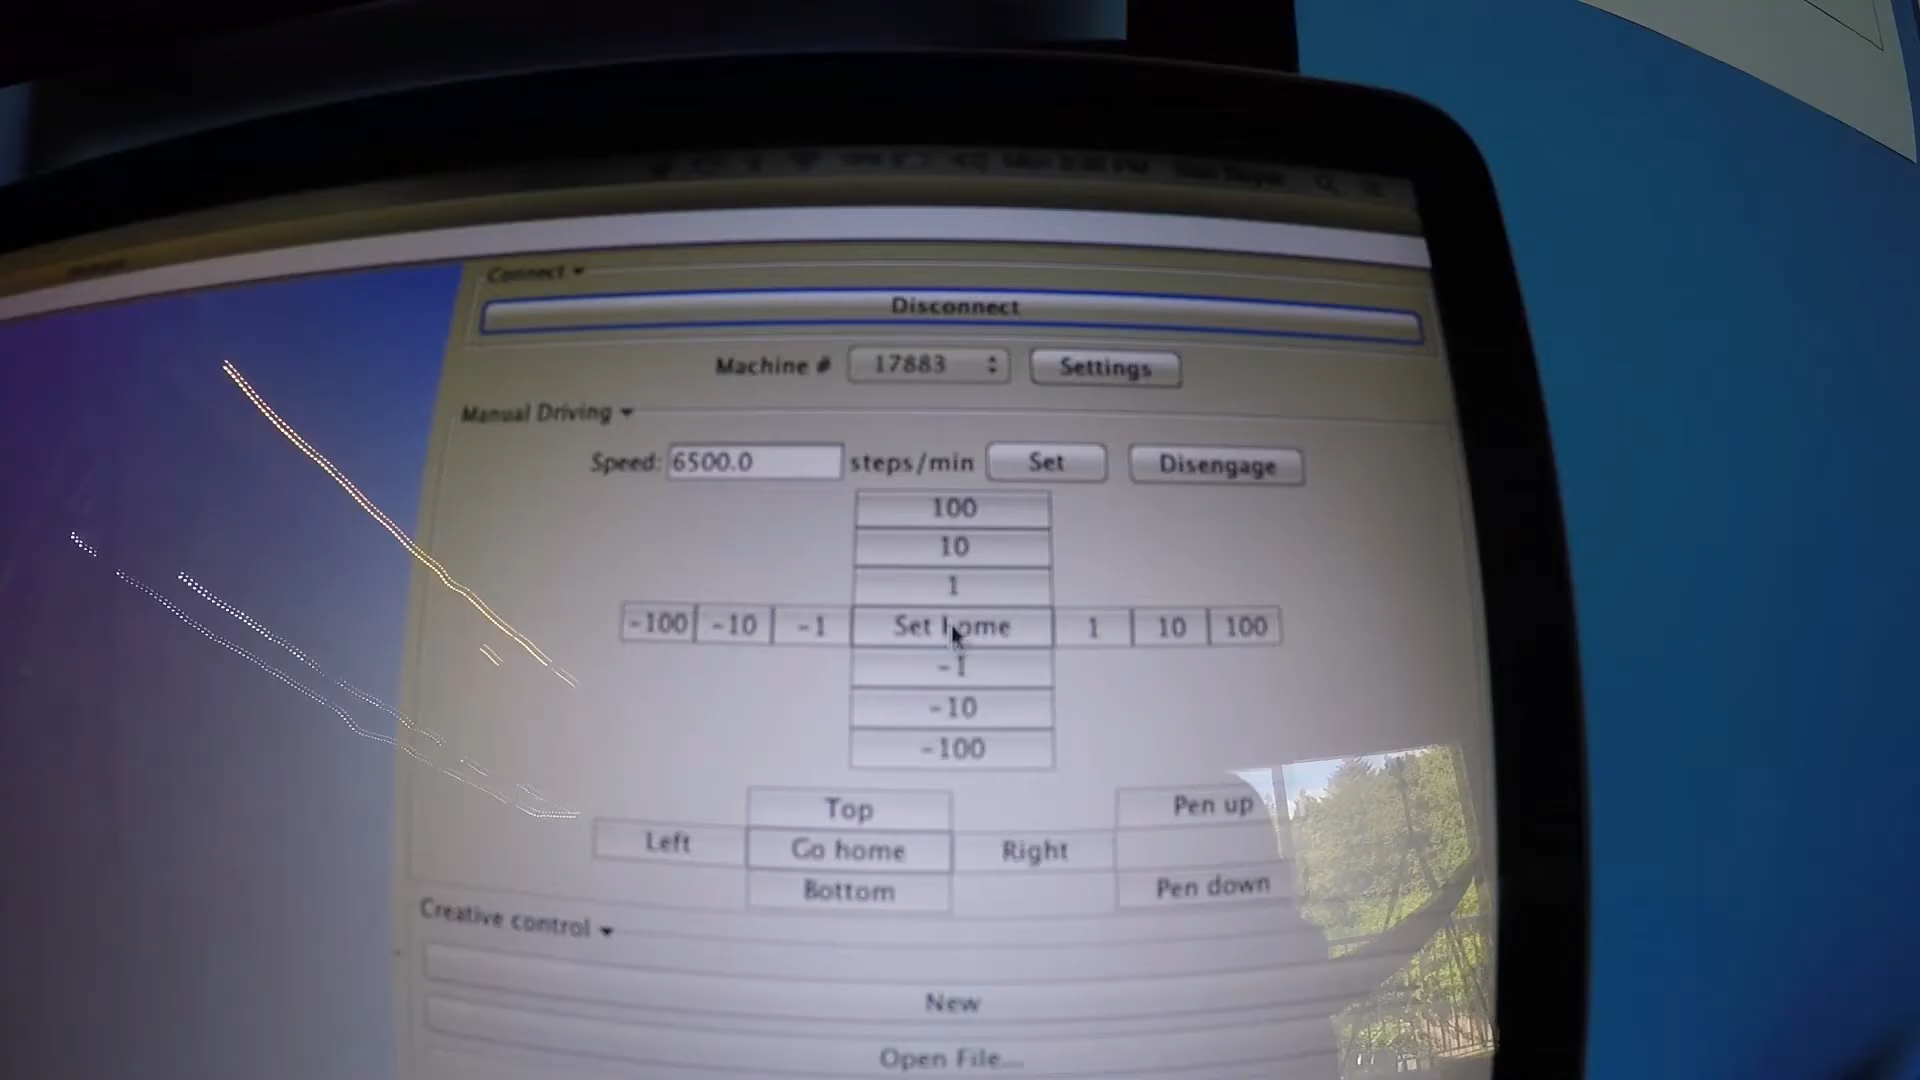 Connect
Disconnect
Machine # 17883 Settings
Manual Driving
Speed: 6500.0 steps/min Set Disengage
100
10
1
-100 -10 -1 Set home 1 10 100
-1
-10
-100
Top Pen up
Left Go home Right
Bottom Pen down
Creative control
New
Open File...